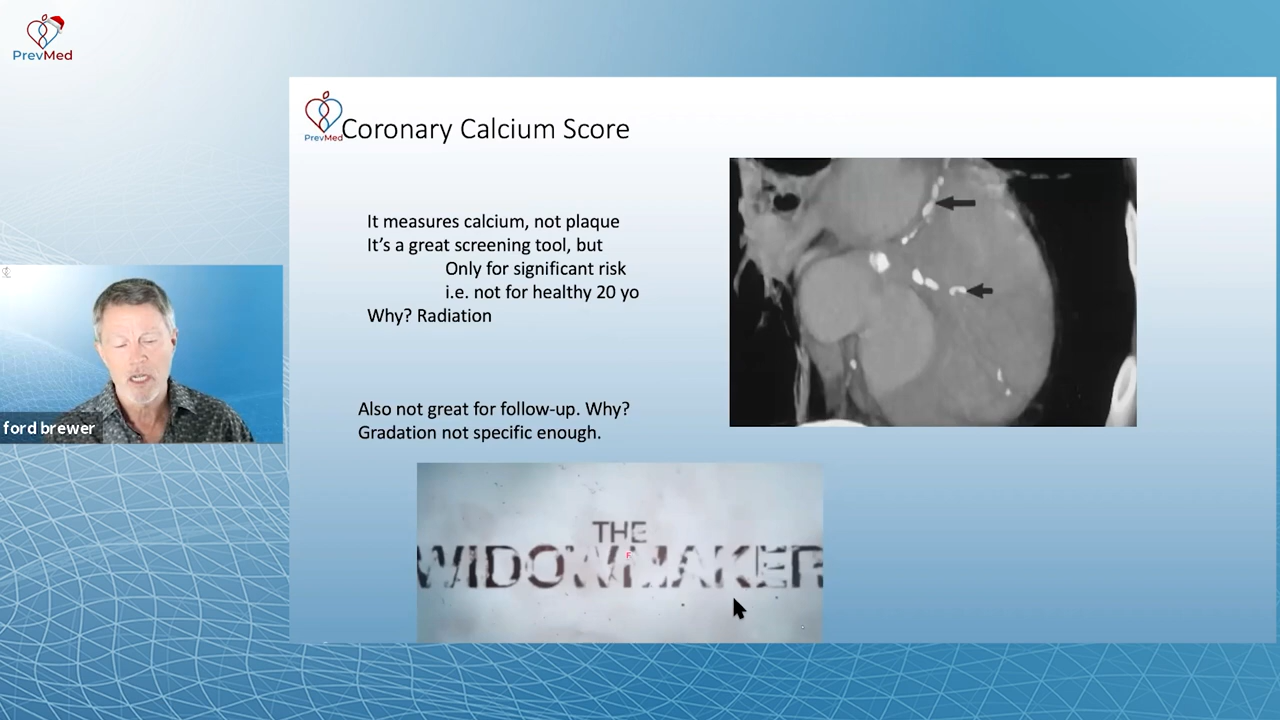 PrevMed
PrevMed
Coronary Calcium Score
It measures calcium, not plaque
It’s a great screening tool, but
Only for significant risk
i.e. not for healthy 20 yo
Why? Radiation
ford brewer
Also not great for follow-up. Why?
Gradation not specific enough.
THE
WIDOWMAKER
F